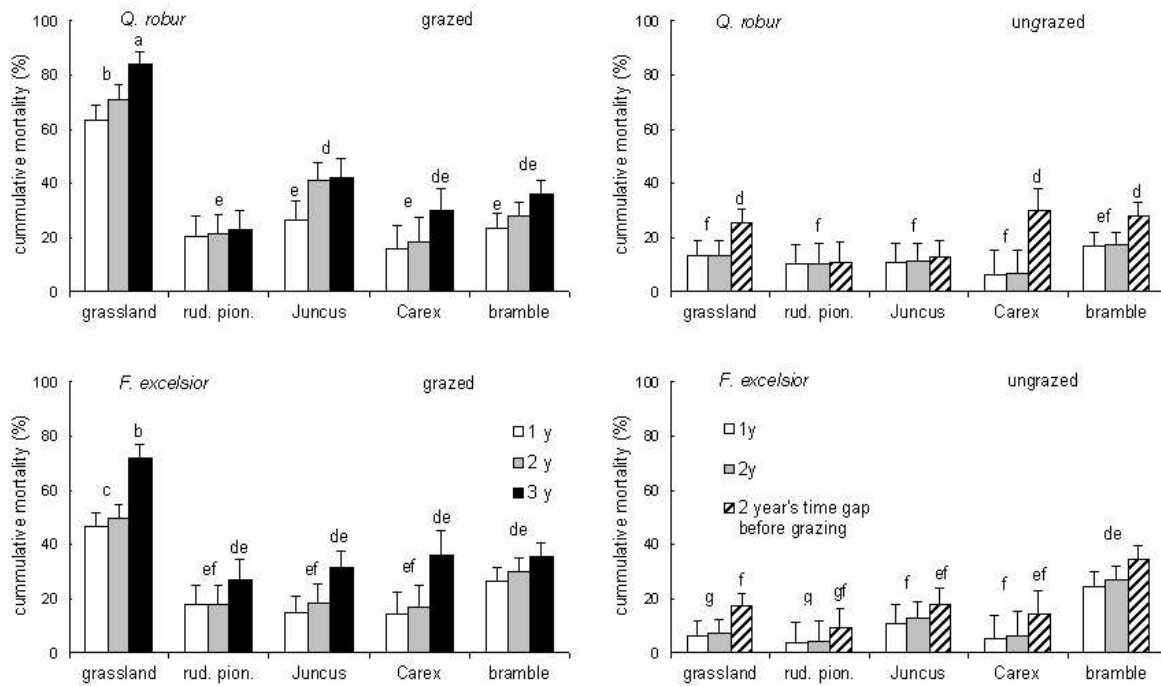 Q. robur grazed
cummulative mortality (%)
100
80
60
40
20
0
b a
e
e d
e de
e de
grassland rud. pion. Juncus Carex bramble
Q. robur ungrazed
cummulative mortality (%)
100
80
60
40
20
0
f d
f
f
f d
ef d
grassland rud. pion. Juncus Carex bramble
F. excelsior grazed
cummulative mortality (%)
100
80
60
40
20
0
c b
ef de
ef de
ef de
de
1 y
2 y
3 y
grassland rud. pion. Juncus Carex bramble
F. excelsior ungrazed
cummulative mortality (%)
100
80
60
40
20
0
1y
2y
2 year's time gap
before grazing
g f
g gf
f ef
f ef
de
grassland rud. pion. Juncus Carex bramble